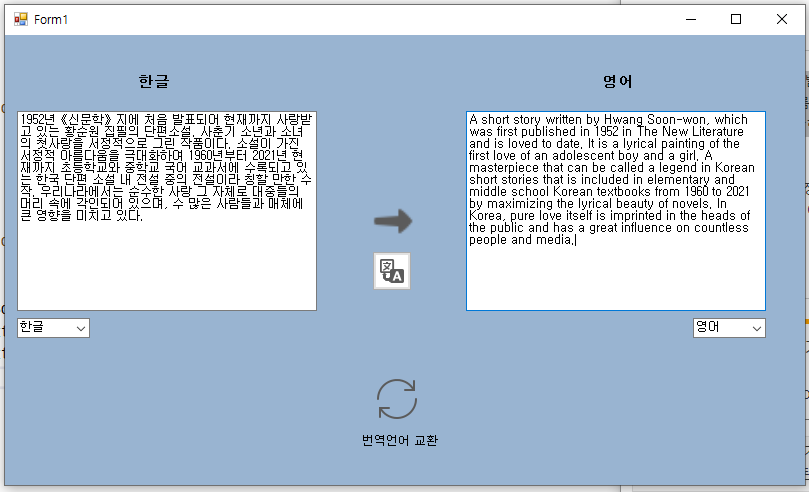 Form1
한글
영어
1952년 《신문학》 지에 처음 발표되어 현재까지 사랑받
고 있는 황순원 집필의 단편소설. 사춘기 소년과 소녀
의 첫사랑을 서정적으로 그린 작품이다. 소설이 가진
서정적 아름다움을 극대화하며 1960년부터 2021년 현
재까지 초등학교와 중학교 국어 교과서에 수록되고 있
는 한국 단편 소설 내 전설 중의 전설이라 칭할 만한 수
작. 우리나라에서는 순수한 사랑 그 자체로 대중들의
머리 속에 각인되어 있으며, 수 많은 사람들과 매체에
큰 영향을 미치고 있다.
A short story written by Hwang Soon-won, which
was first published in 1952 in The New Literature
and is loved to date. It is a lyrical painting of the
first love of an adolescent boy and a girl. A
masterpiece that can be called a legend in Korean
short stories that is included in elementary and
middle school Korean textbooks from 1960 to 2021
by maximizing the lyrical beauty of novels. In
Korea, pure love itself is imprinted in the heads of
the public and has a great influence on countless
people and media.
文A
한글
영어
번역언어 교환